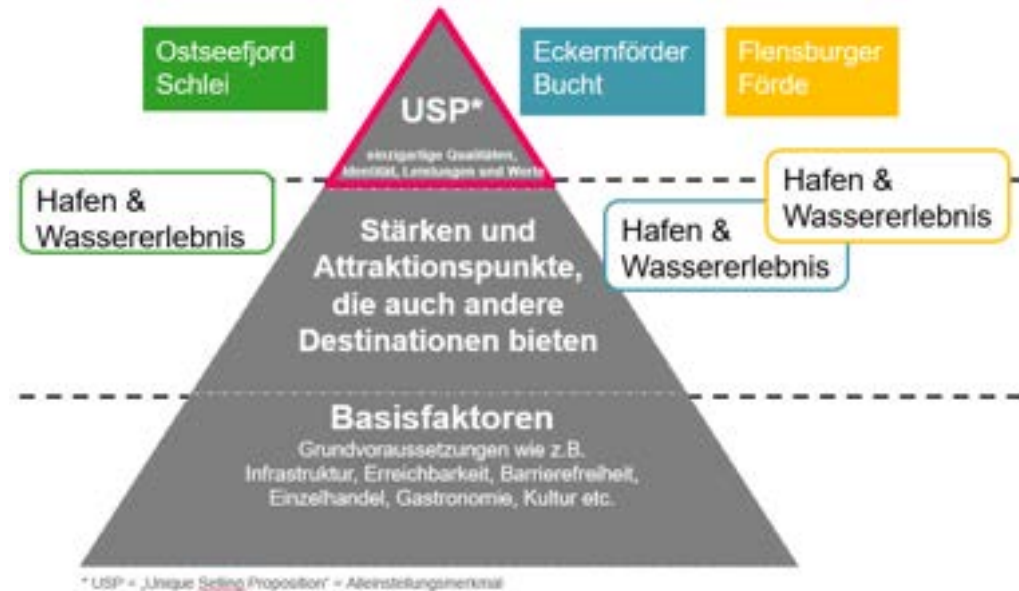 Ostseefjord
Schlei
Eckernförder
Bucht
Flensburger
Förde
USP*
einzigartige Qualitäten,
Identität, Leistungen und Werte
Hafen &
Wassererlebnis
Hafen &
Wassererlebnis
Hafen &
Wassererlebnis
Stärken und
Attraktionspunkte,
die auch andere
Destinationen bieten
Basisfaktoren
Grundvoraussetzungen wie z.B.
Infrastruktur, Erreichbarkeit, Barrierefreiheit,
Einzelhandel, Gastronomie, Kultur etc.
* USP = „Unique Selling Proposition" = Alleinstellungsmerkmal